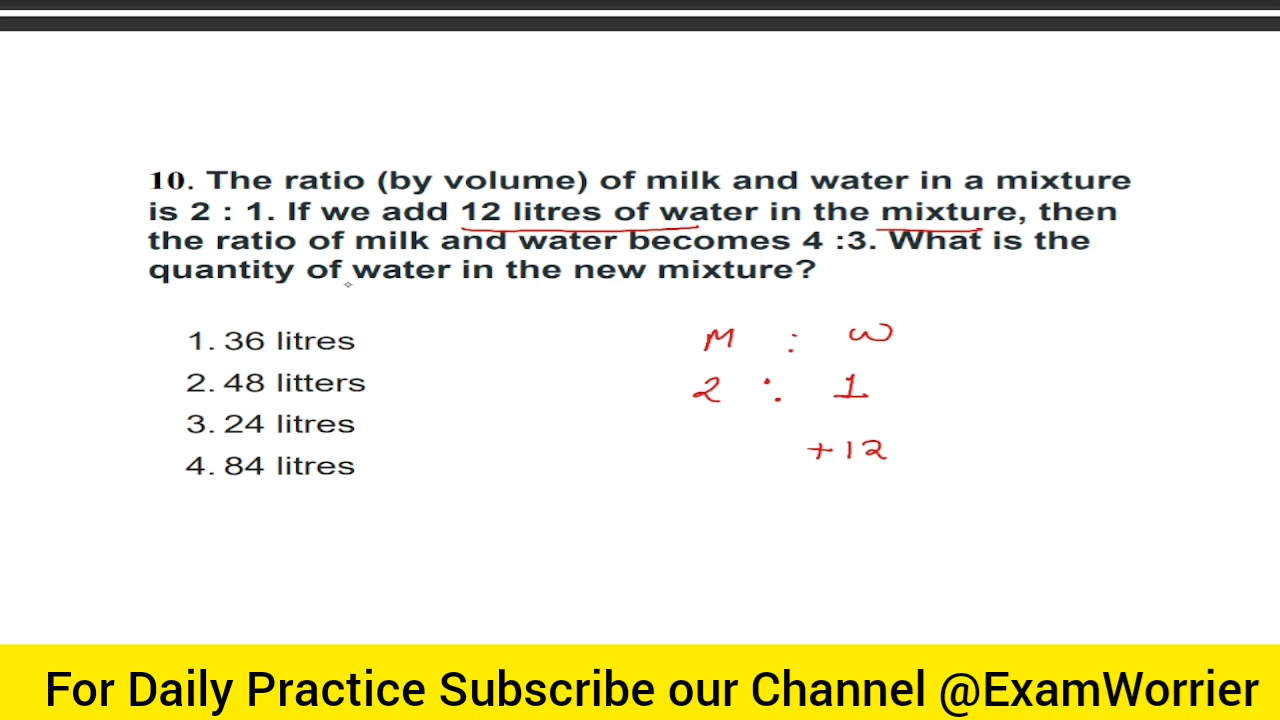 10. The ratio (by volume) of milk and water in a mixture
is 2 : 1. If we add 12 litres of water in the mixture, then
the ratio of milk and water becomes 4 :3. What is the
quantity of water in the new mixture?
1. 36 litres
2. 48 litters
3. 24 litres
4. 84 litres
M : W
2 : 1
+12
For Daily Practice Subscribe our Channel @ExamWorrier